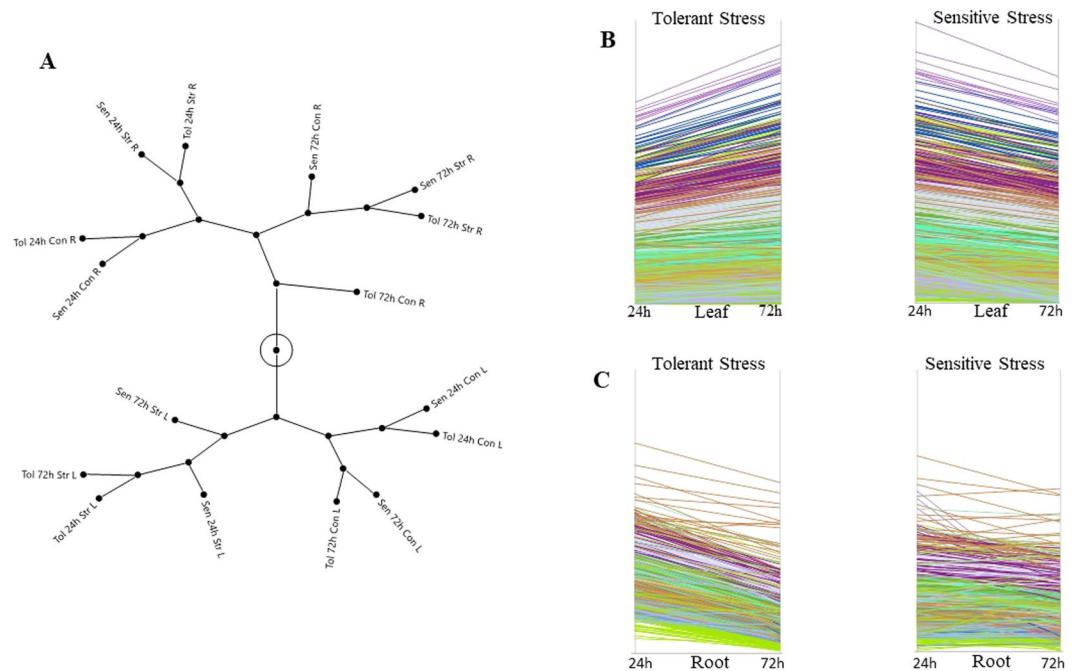 A
Sen 24h Str R
Tol 24h Str R
Sen 72h Con R
Sen 72h Str R
Tol 72h Str R
Tol 24h Con R
Sen 24h Con R
Tol 72h Con R
Sen 72h Str L
Sen 24h Con L
Tol 24h Con L
Tol 72h Str L
Tol 24h Str L
Sen 24h Str L
Tol 72h Con L
Sen 72h Con L
B
Tolerant Stress
Sensitive Stress
24h Leaf 72h
24h Leaf 72h
C
Tolerant Stress
Sensitive Stress
24h Root 72h
24h Root 72h